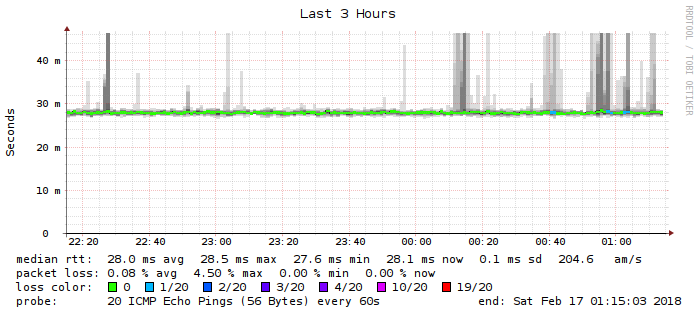 Last 3 Hours
RRDTOOL / TOBI OETIKER
Seconds
40 m
30 m
20 m
10 m
0
22:20 22:40 23:00 23:20 23:40 00:00 00:20 00:40 01:00
median rtt: 28.0 ms avg 28.5 ms max 27.6 ms min 28.1 ms now 0.1 ms sd 204.6 am/s
packet loss: 0.08 % avg 4.50 % max 0.00 % min 0.00 % now
loss color: 0 1/20 2/20 3/20 4/20 10/20 19/20
probe: 20 ICMP Echo Pings (56 Bytes) every 60s end: Sat Feb 17 01:15:03 2018